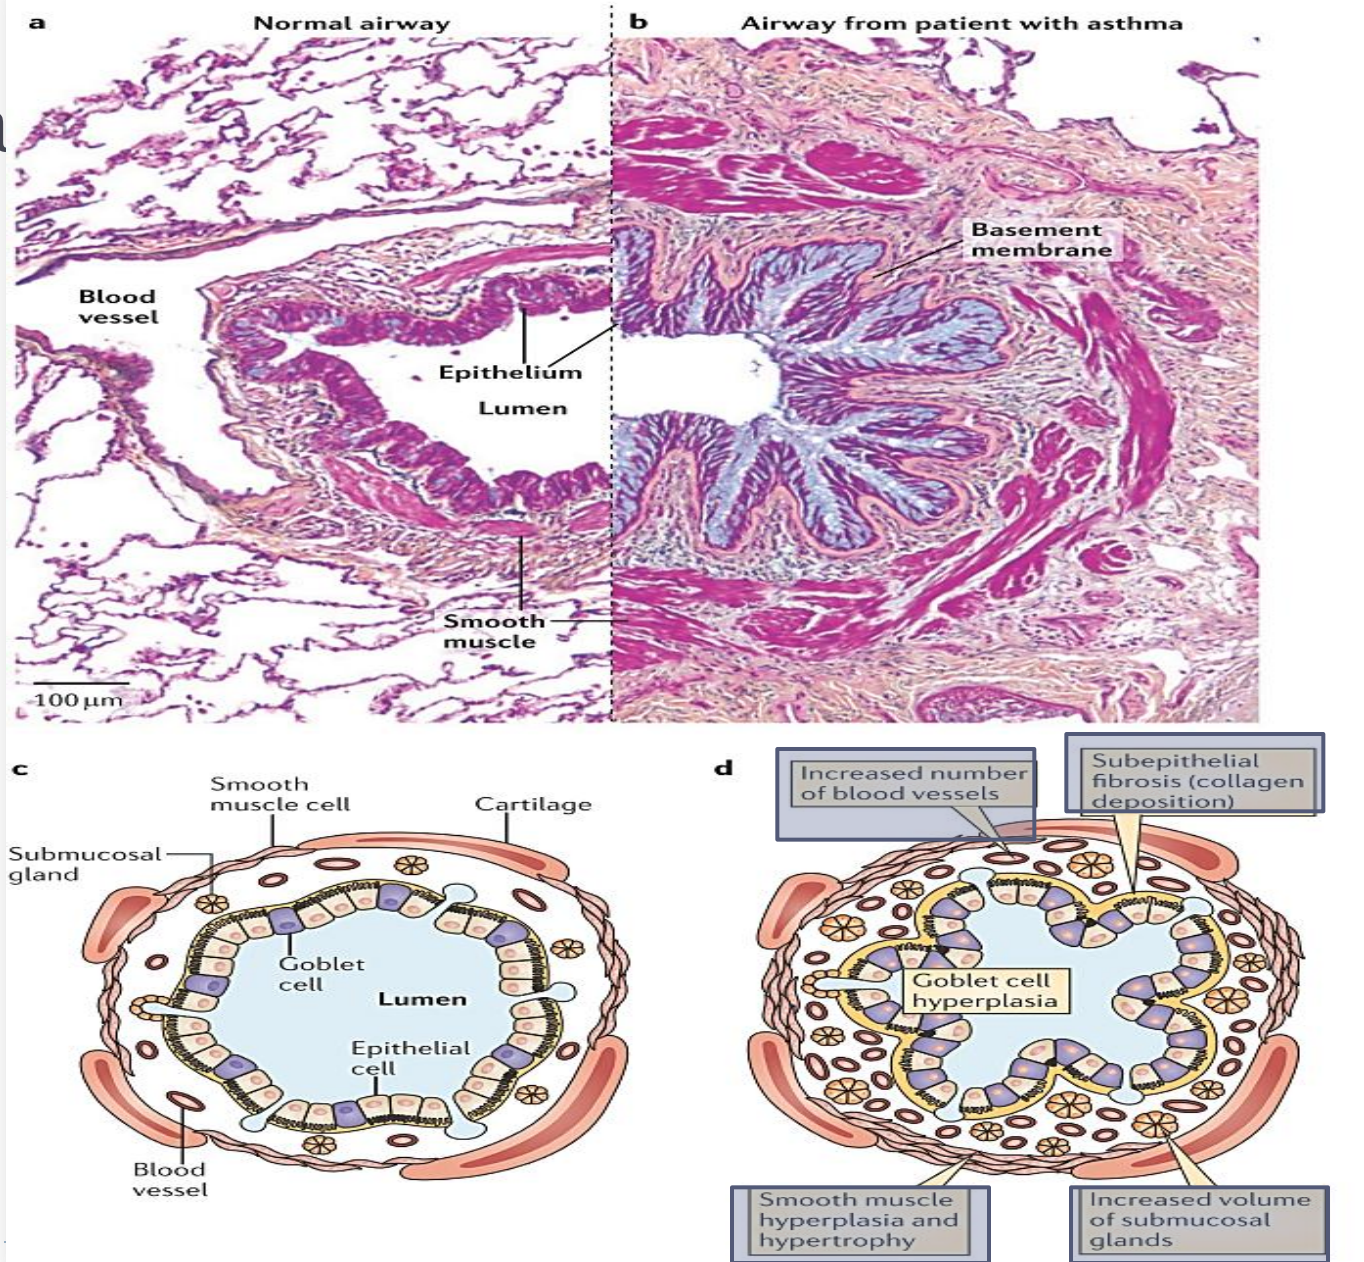 a
Normal airway
b
Airway from patient with asthma
Basement
membrane
Blood
vessel
Epithelium
Lumen
Smooth
muscle
100 µm
c
Smooth
muscle cell
Cartilage
Submucosal
gland
Goblet
cell
Lumen
Epithelial
cell
Blood
vessel
d
Increased number
of blood vessels
Subepithelial
fibrosis (collagen
deposition)
Goblet cell
hyperplasia
Smooth muscle
hyperplasia and
hypertrophy
Increased volume
of submucosal
glands